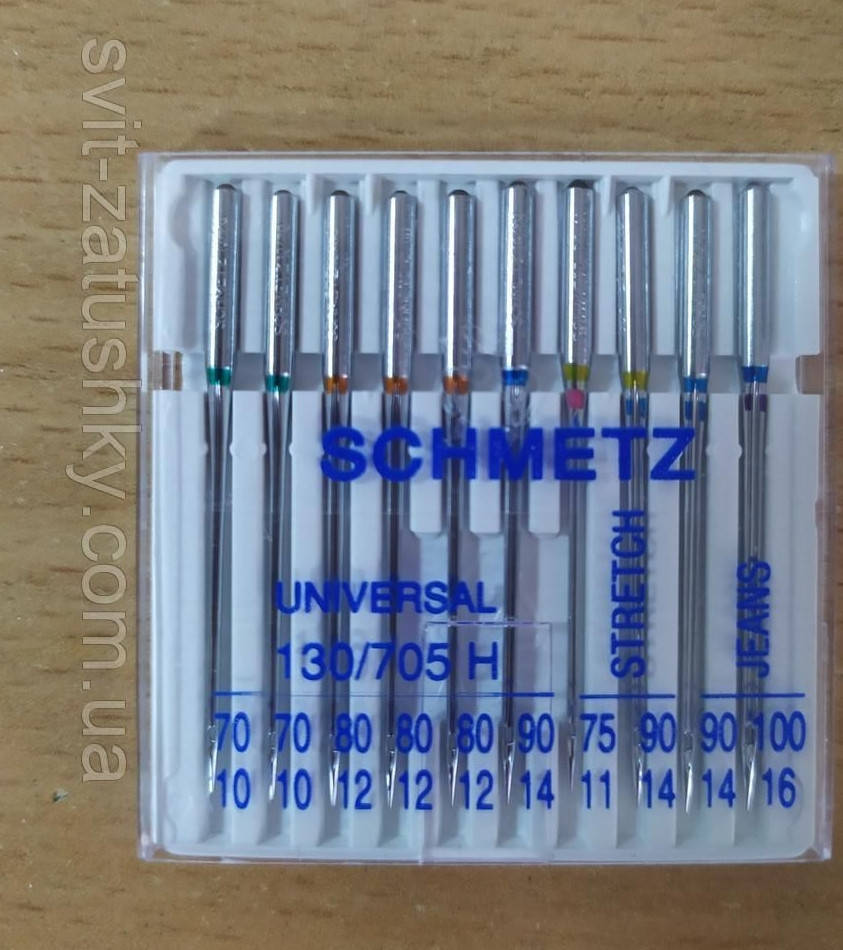 svit-zatushky.com.ua
SCHMETZ
UNIVERSAL
130/705 H
STRETCH
JEANS
70 70 80 80 80 90 75 90 90 100
10 10 12 12 12 14 11 14 14 16